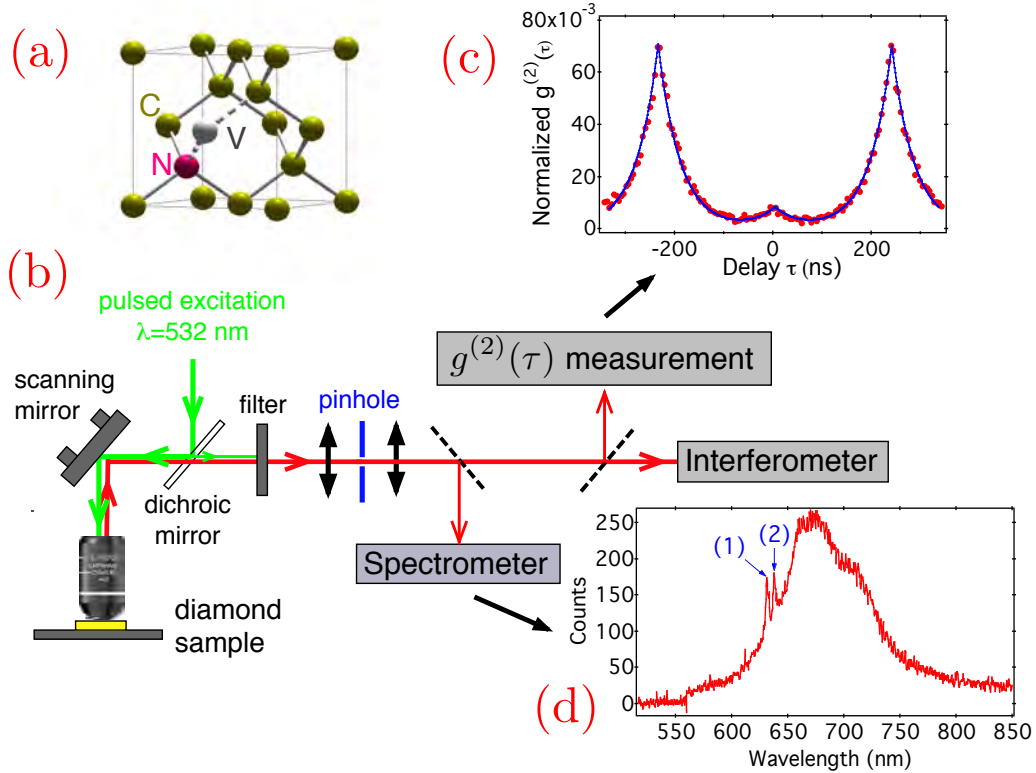 (a)
C
V
N
(c)
Normalized g(2)(τ)
80x10-3
60
40
20
0
-200
0
200
Delay τ (ns)
(b)
pulsed excitation
λ=532 nm
scanning
mirror
filter
pinhole
dichroic
mirror
diamond
sample
g(2)(τ) measurement
Interferometer
Spectrometer
(d)
Counts
250
200
150
100
50
0
(1)
(2)
550
600
650
700
750
800
850
Wavelength (nm)